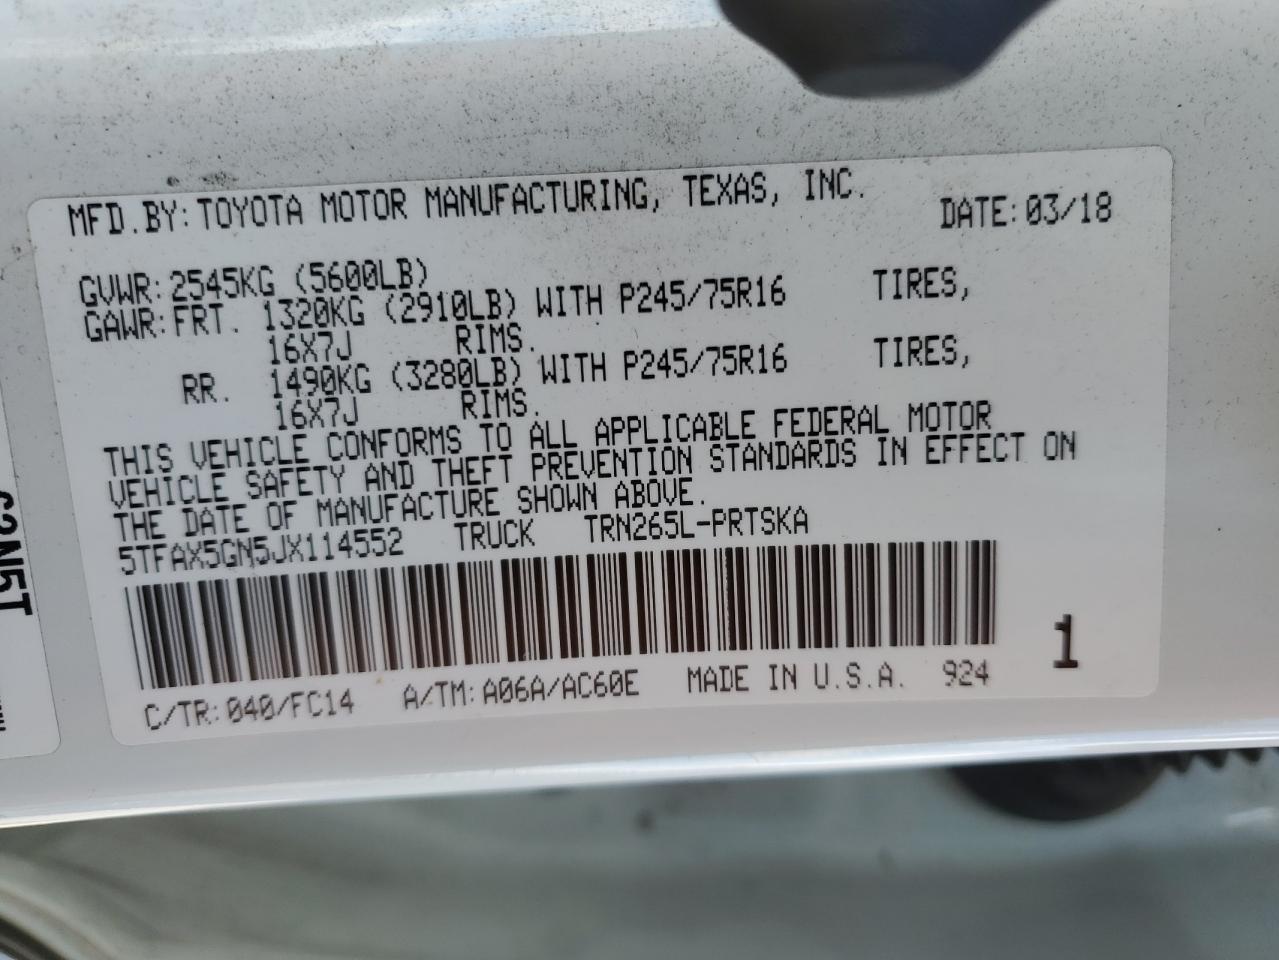 MFD.BY:TOYOTA MOTOR MANUFACTURING, TEXAS, INC. DATE:03/18
GVWR:2545KG (5600LB)
GAWR:FRT. 1320KG (2910LB) WITH P245/75R16 TIRES,
16X7J RIMS.
RR. 1490KG (3280LB) WITH P245/75R16 TIRES,
16X7J RIMS.
THIS VEHICLE CONFORMS TO ALL APPLICABLE FEDERAL MOTOR
VEHICLE SAFETY AND THEFT PREVENTION STANDARDS IN EFFECT ON
THE DATE OF MANUFACTURE SHOWN ABOVE.
5TFAX5GN5JX114552 TRUCK TRN265L-PRTSKA
1
C/TR:040/FC14 A/TM:A06A/AC60E MADE IN U.S.A. 924